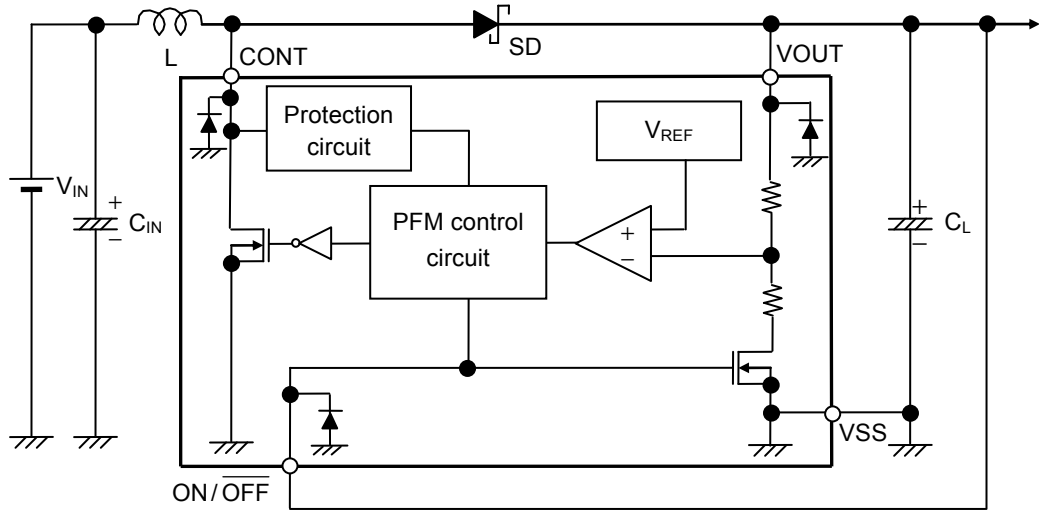 L
SD
CONT
VOUT
Protection
circuit
VREF
VIN
+
CIN
−
PFM control
circuit
+
−
+
CL
−
VSS
ON/OFF